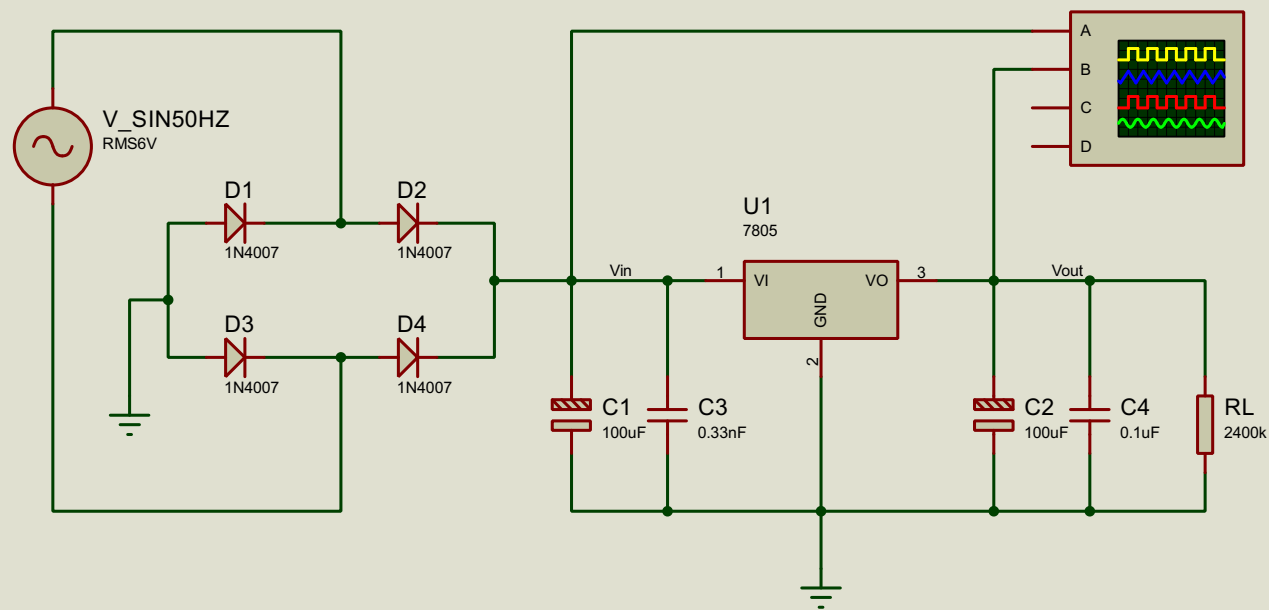 V_SIN50HZ
RMS6V
D1
1N4007
D2
1N4007
D3
1N4007
D4
1N4007
Vin
C1
100uF
C3
0.33nF
U1
7805
1
VI
VO
3
GND
2
Vout
C2
100uF
C4
0.1uF
RL
2400k
A
B
C
D